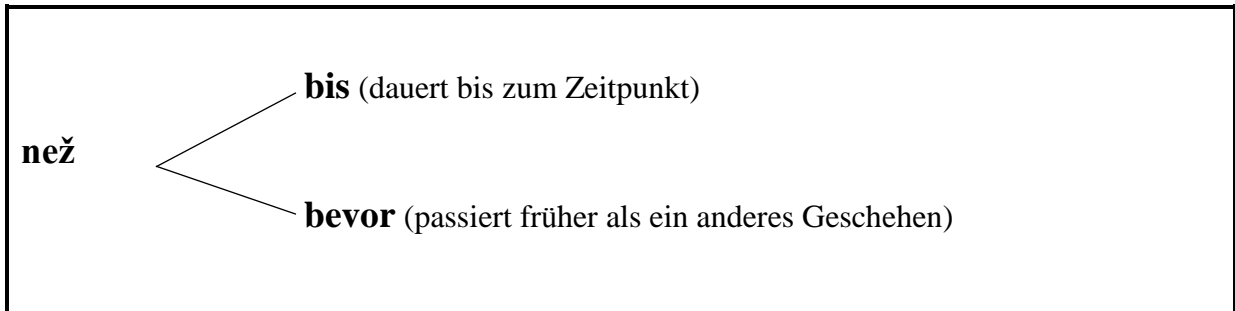 bis (dauert bis zum Zeitpunkt)
než
bevor (passiert früher als ein anderes Geschehen)